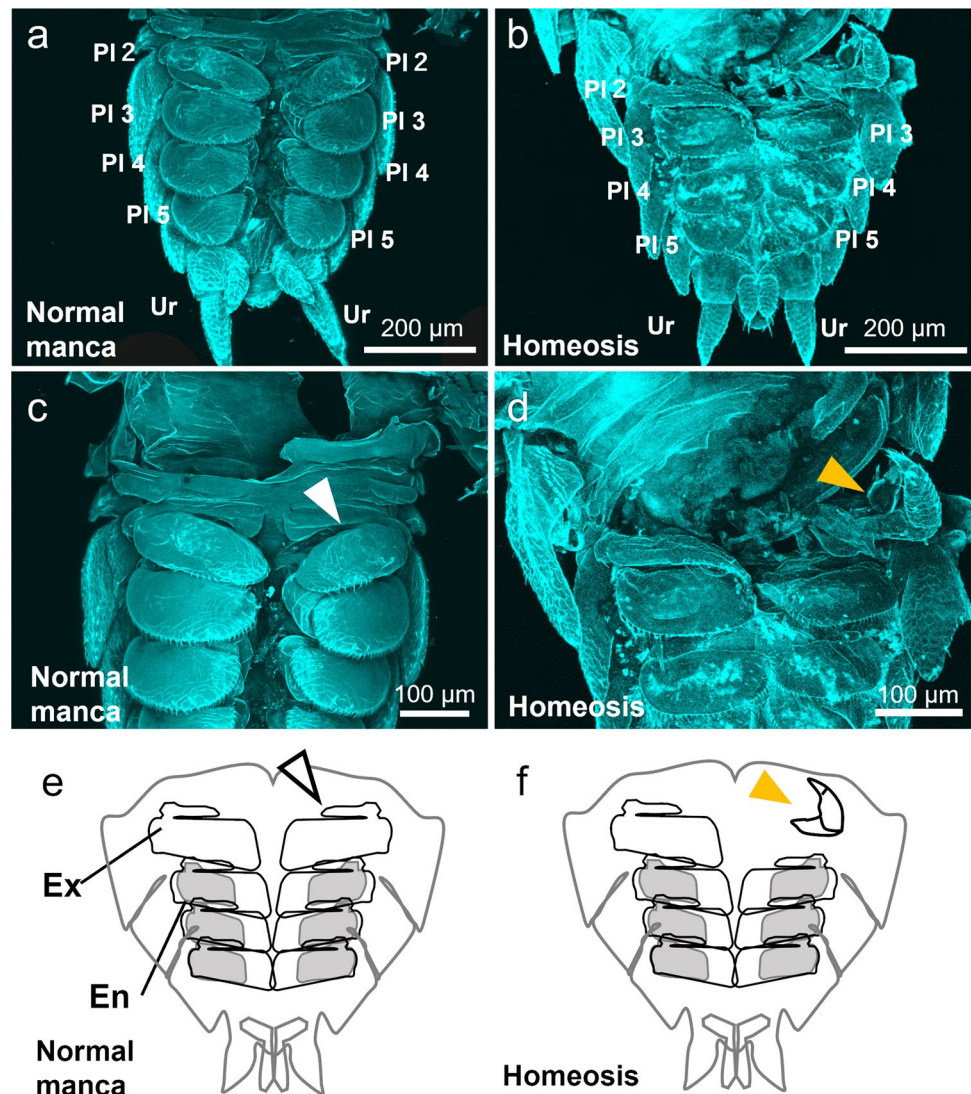 a
Pl 2
Pl 2
Pl 3
Pl 3
Pl 4
Pl 4
Pl 5
Pl 5
Ur
Ur
Normal
manca
200 µm
b
Pl 2
Pl 3
Pl 3
Pl 4
Pl 4
Pl 5
Pl 5
Ur
Ur
Homeosis
200 µm
c
Normal
manca
100 µm
d
Homeosis
100 µm
e
Ex
En
Normal
manca
f
Homeosis